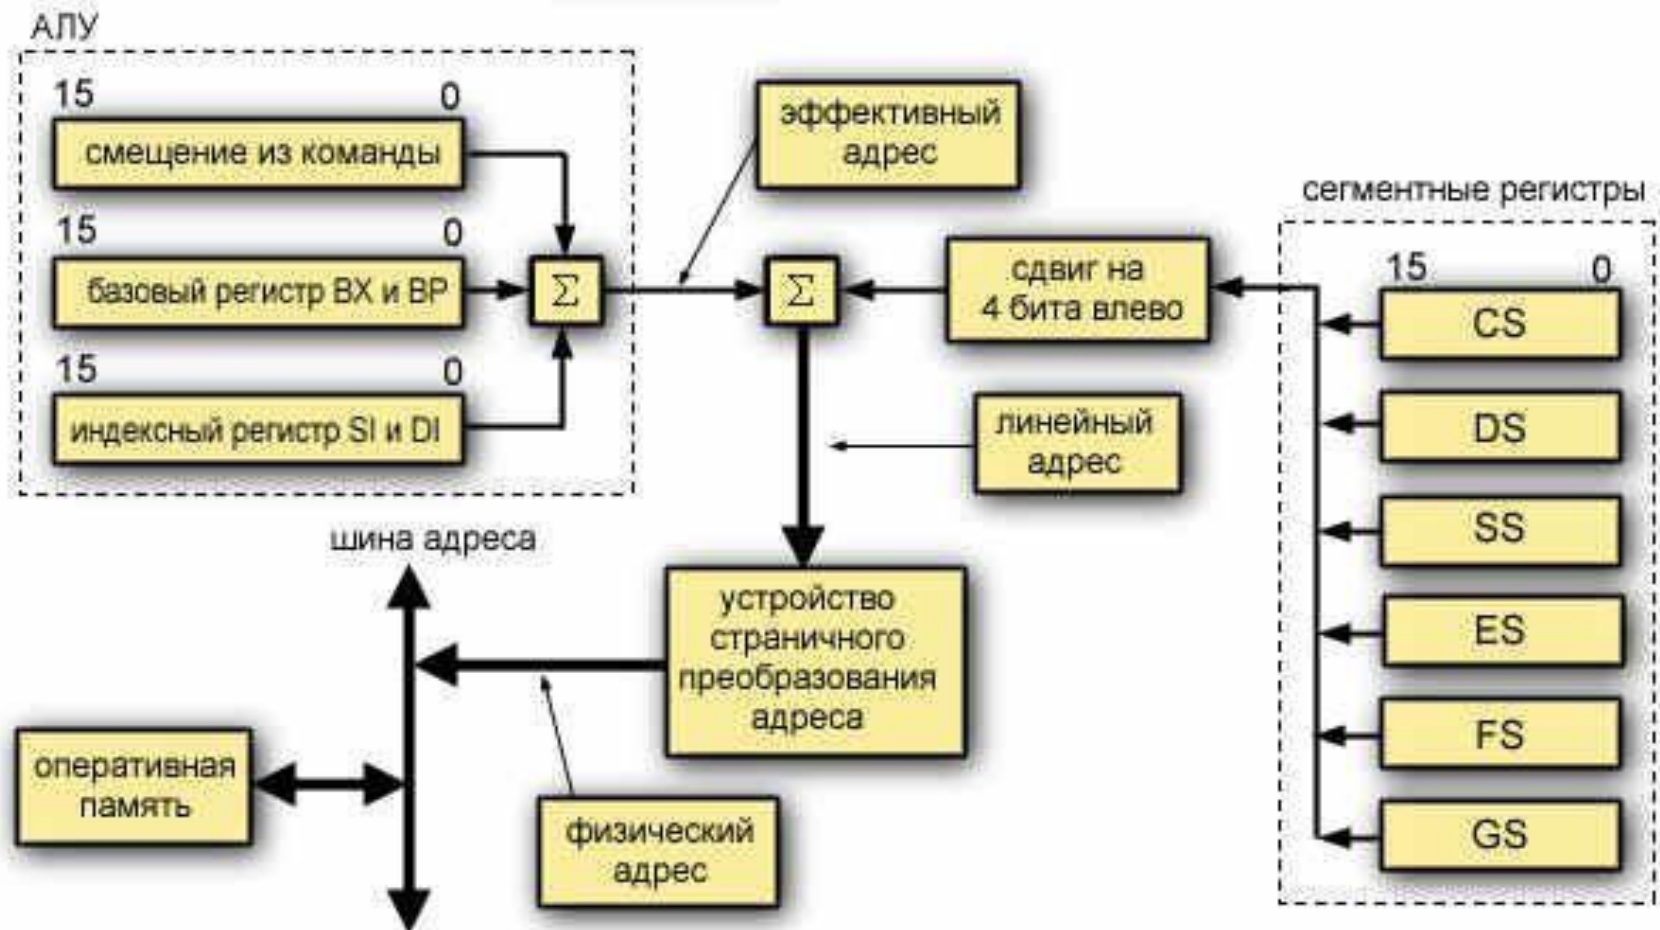 АЛУ
15 0
смещение из команды
15 0
базовый регистр BX и BP
15 0
индексный регистр SI и DI
Σ
эффективный
адрес
Σ
сдвиг на
4 бита влево
линейный
адрес
сегментные регистры
15 0
CS
DS
SS
ES
FS
GS
шина адреса
устройство
страничного
преобразования
адреса
оперативная
память
физический
адрес